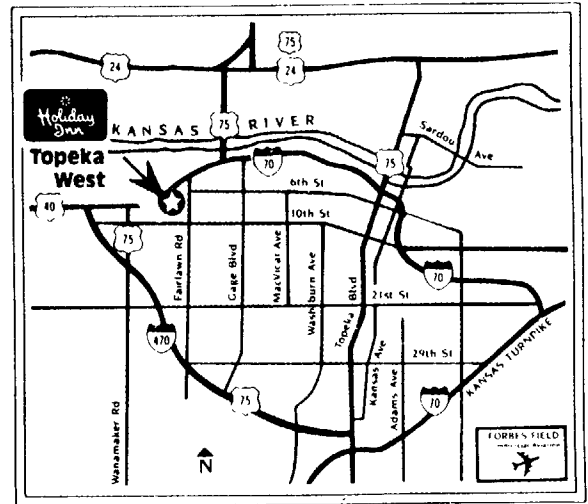 75
24
24
Holiday
Inn
KANSAS RIVER
75
75
Sardou Ave
Topeka
West
70
6th St
40
10th St
75
Fairlawn Rd
Gage Blvd
MacVicar Ave
Washburn Ave
Topeka Blvd
70
21st St
470
Kansas Ave
Adams Ave
29th St
KANSAS TURNPIKE
Wanamaker Rd
75
70
N
FORBES FIELD